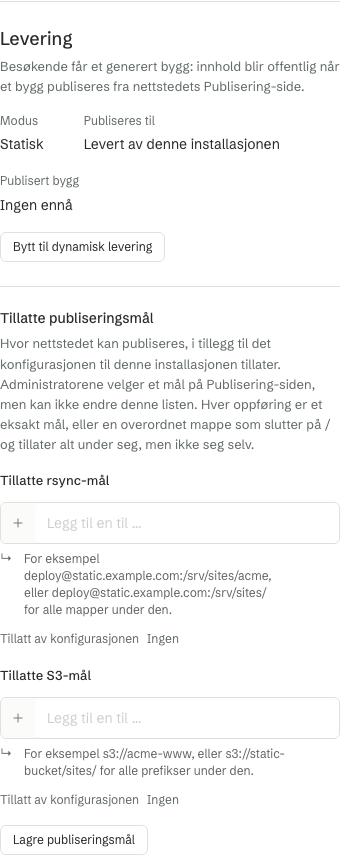 Levering
Besøkende får et generert bygg: innhold blir offentlig når
et bygg publiseres fra nettstedets Publisering-side.
Modus Publiseres til
Statisk Levert av denne installasjonen
Publisert bygg
Ingen ennå
Bytt til dynamisk levering
Tillatte publiseringsmål
Hvor nettstedet kan publiseres, i tillegg til det
konfigurasjonen til denne installasjonen tillater.
Administratorene velger et mål på Publisering-siden,
men kan ikke endre denne listen. Hver oppføring er et
eksakt mål, eller en overordnet mappe som slutter på /
og tillater alt under seg, men ikke seg selv.
Tillatte rsync-mål
+ Legg til en til ...
↳ For eksempel
deploy@static.example.com:/srv/sites/acme,
eller deploy@static.example.com:/srv/sites/
for alle mapper under den.
Tillatt av konfigurasjonen Ingen
Tillatte S3-mål
+ Legg til en til ...
↳ For eksempel s3://acme-www, eller s3://static-
bucket/sites/ for alle prefikser under den.
Tillatt av konfigurasjonen Ingen
Lagre publiseringsmål